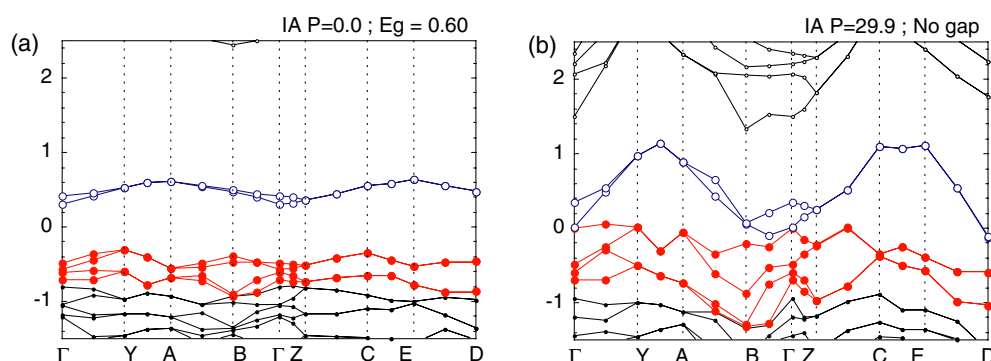 (a) IA P=0.0 ; Eg = 0.60
2
1
0
-1
Γ Y A B Γ Z C E D
(b) IA P=29.9 ; No gap
2
1
0
-1
Γ Y A B Γ Z C E D